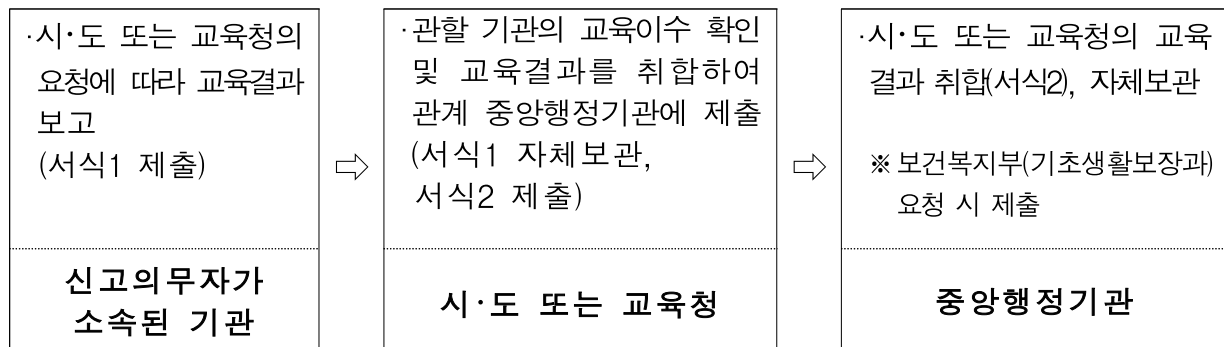 ·시·도 또는 교육청의
요청에 따라 교육결과
보고
(서식1 제출)
신고의무자가
소속된 기관
⇨
·관할 기관의 교육이수 확인
및 교육결과를 취합하여
관계 중앙행정기관에 제출
(서식1 자체보관,
서식2 제출)
시·도 또는 교육청
⇨
·시·도 또는 교육청의 교육
결과 취합(서식2), 자체보관
※ 보건복지부(기초생활보장과)
요청 시 제출
중앙행정기관